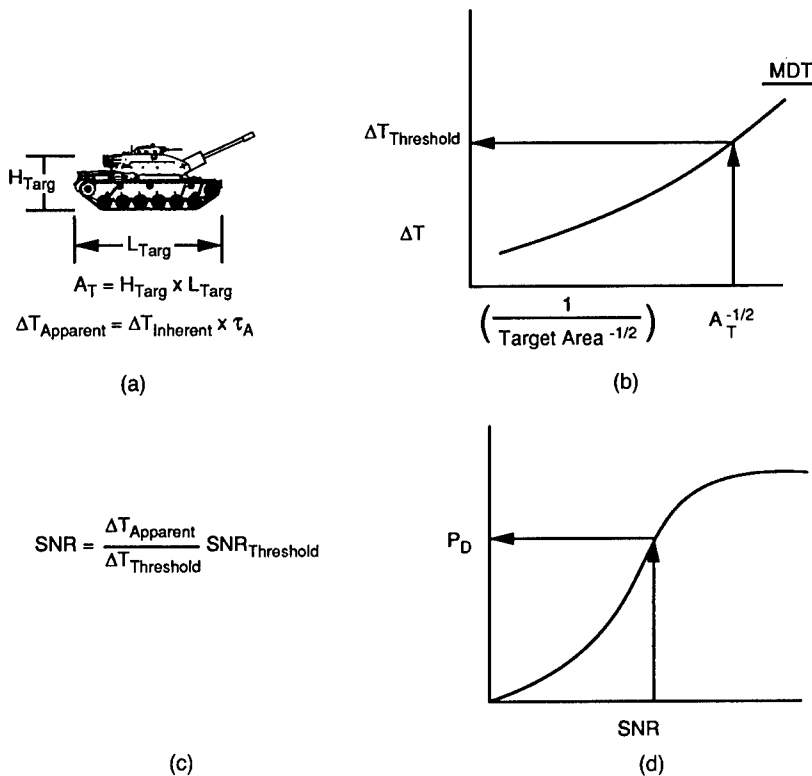 H_Targ
L_Targ
A_T = H_Targ x L_Targ
ΔT_Apparent = ΔT_Inherent x τ_A
(a)
MDT
ΔT_Threshold
ΔT
(1 / Target Area^-1/2)
A_T^-1/2
(b)
SNR = ΔT_Apparent / ΔT_Threshold SNR_Threshold
(c)
P_D
SNR
(d)